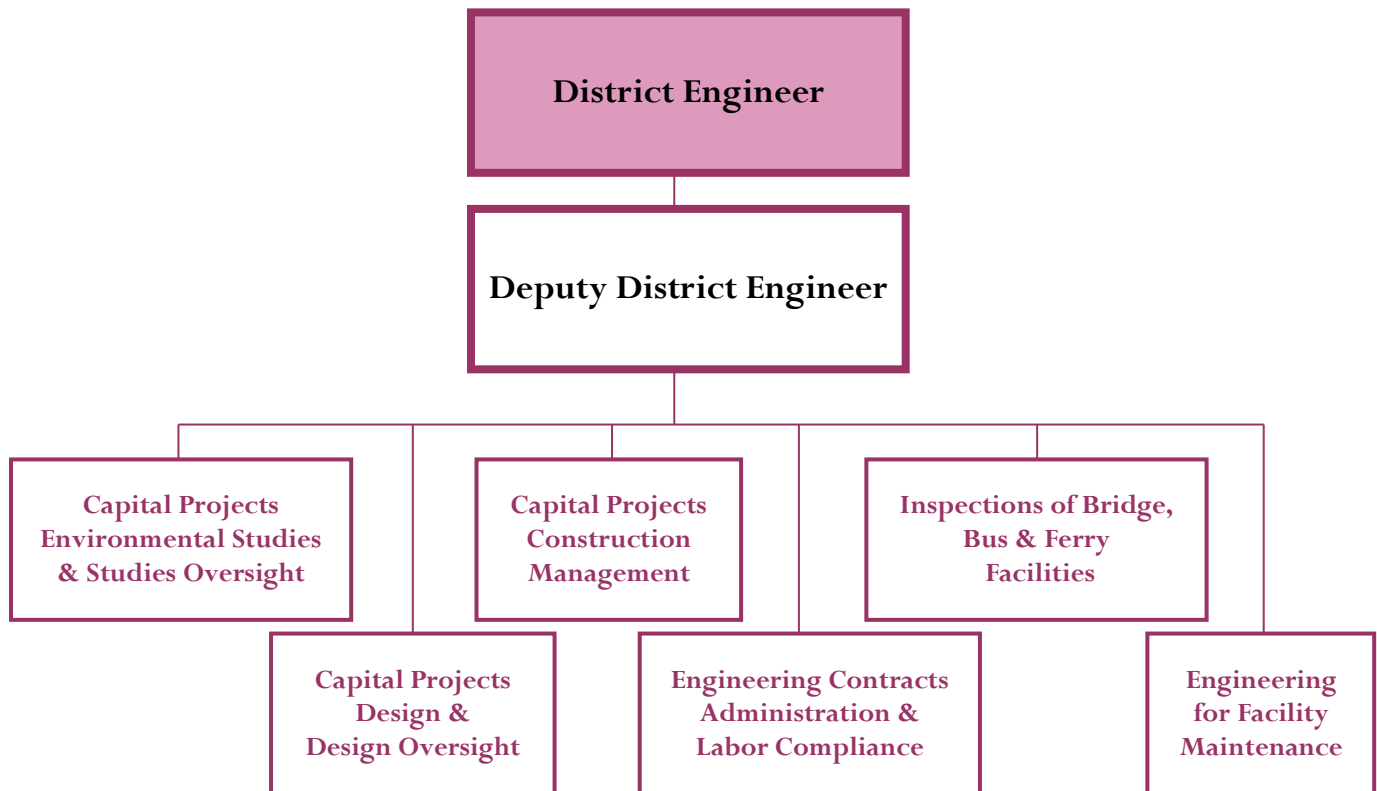 District Engineer
Deputy District Engineer
Capital Projects
Environmental Studies
& Studies Oversight
Capital Projects
Construction
Management
Inspections of Bridge,
Bus & Ferry
Facilities
Capital Projects
Design &
Design Oversight
Engineering Contracts
Administration &
Labor Compliance
Engineering
for Facility
Maintenance